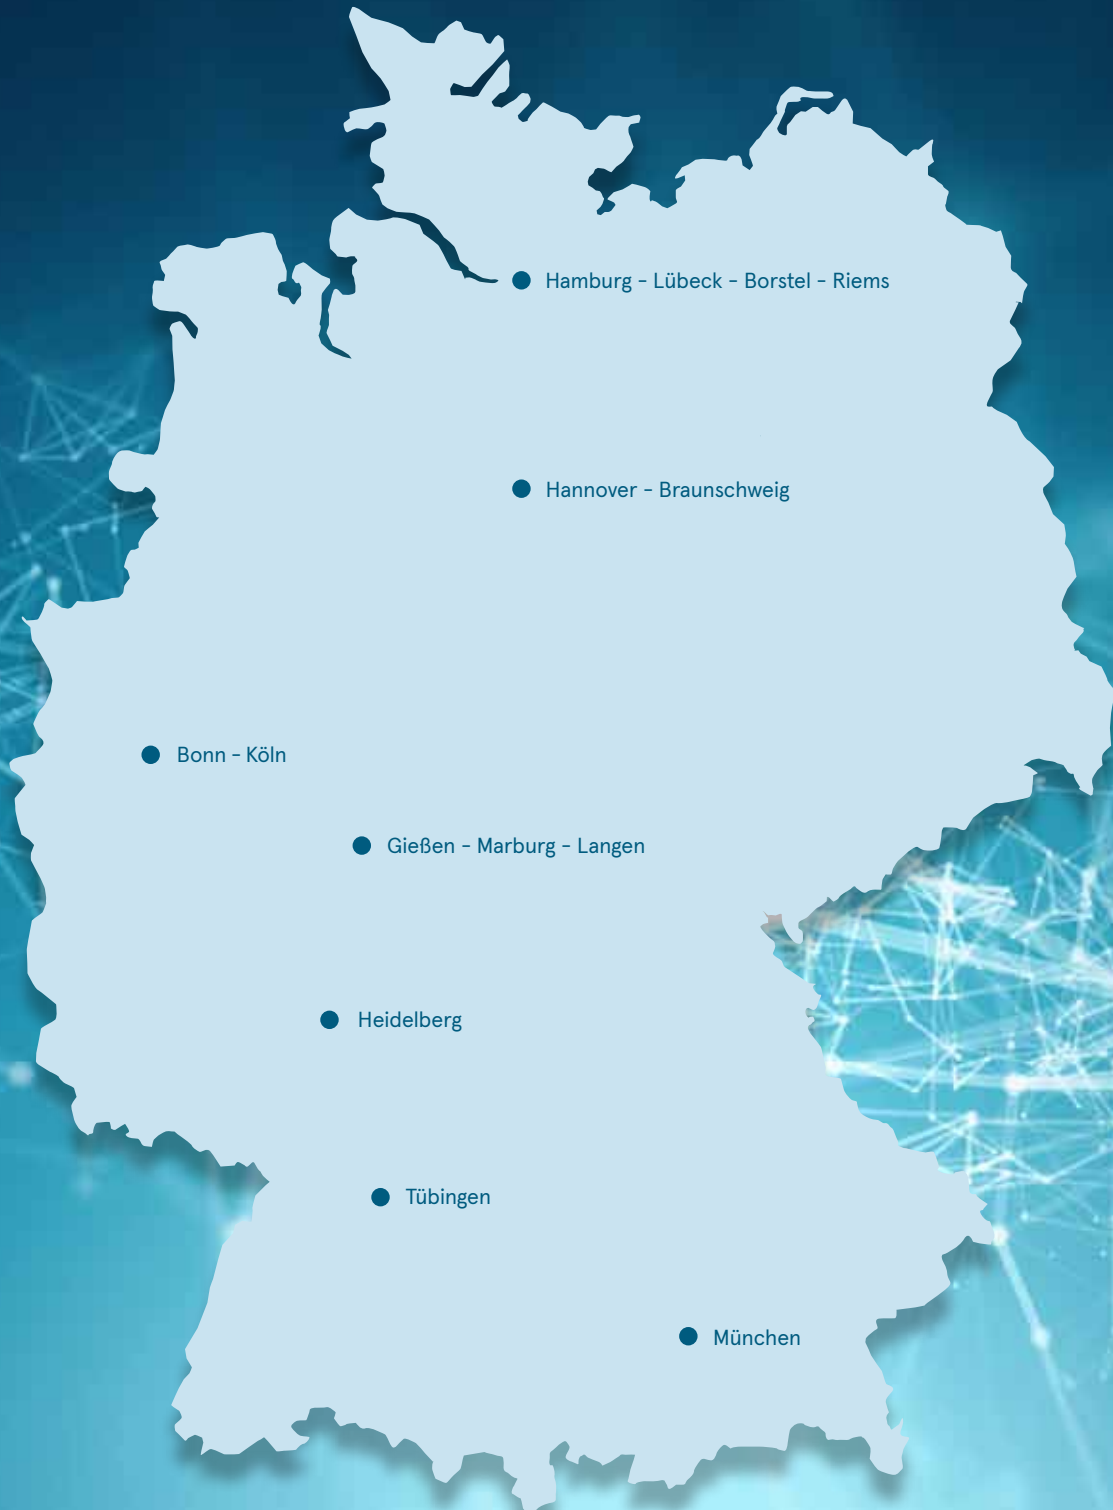 Hamburg - Lübeck - Borstel - Riems
Hannover - Braunschweig
Bonn - Köln
Gießen - Marburg - Langen
Heidelberg
Tübingen
München